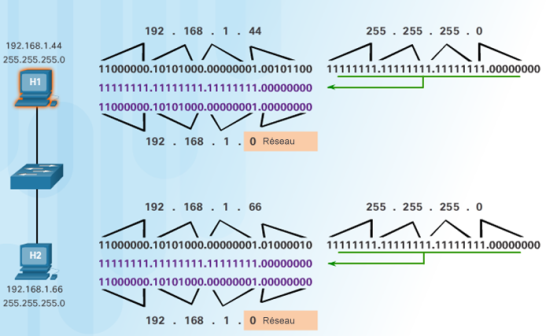 192 . 168 . 1 . 44
255 . 255 . 255 . 0
192.168.1.44
255.255.255.0
H1
11000000.10101000.00000001.00101100
11111111.11111111.11111111.00000000
11111111.11111111.11111111.00000000
11000000.10101000.00000001.00000000
192 . 168 . 1 . 0 Réseau
192 . 168 . 1 . 66
255 . 255 . 255 . 0
11000000.10101000.00000001.01000010
11111111.11111111.11111111.00000000
11111111.11111111.11111111.00000000
11000000.10101000.00000001.00000000
H2
192.168.1.66
255.255.255.0
192 . 168 . 1 . 0 Réseau